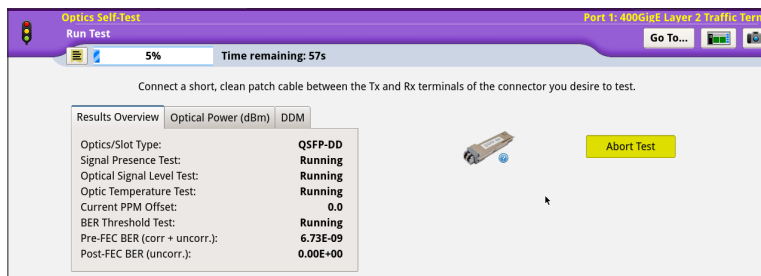 Optics Self-Test
Port 1: 400GigE Layer 2 Traffic Term
Run Test
Go To...
5%
Time remaining: 57s
Connect a short, clean patch cable between the Tx and Rx terminals of the connector you desire to test.
Results Overview
Optical Power (dBm)
DDM
Optics/Slot Type: QSFP-DD
Signal Presence Test: Running
Optical Signal Level Test: Running
Optic Temperature Test: Running
Current PPM Offset: 0.0
BER Threshold Test: Running
Pre-FEC BER (corr + uncorr.): 6.73E-09
Post-FEC BER (uncorr.): 0.00E+00
Abort Test